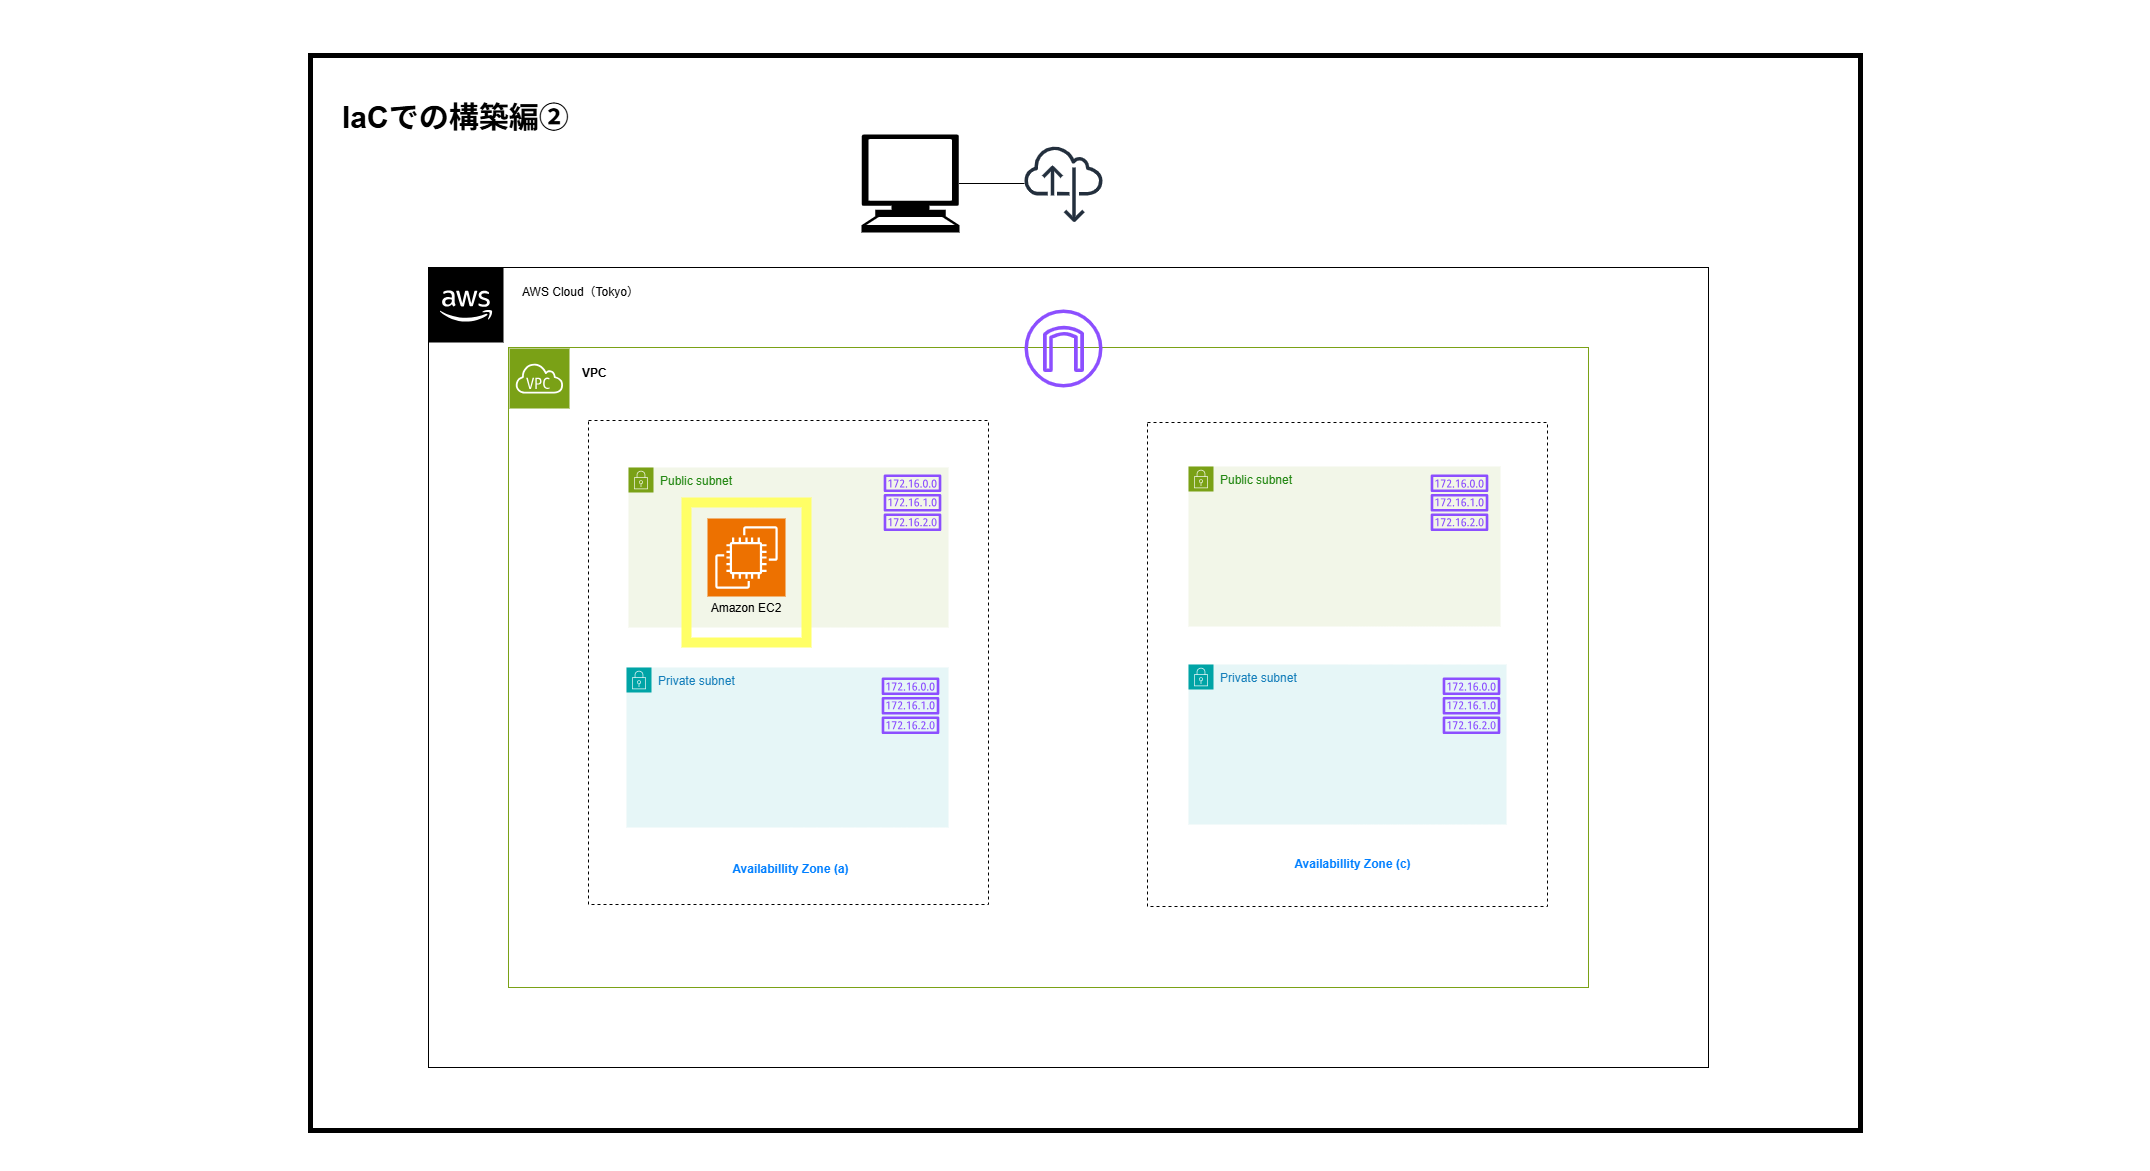 IaCでの構築編②
aws
AWS Cloud（Tokyo）
VPC
VPC
Public subnet
172.16.0.0
172.16.1.0
172.16.2.0
Amazon EC2
Private subnet
172.16.0.0
172.16.1.0
172.16.2.0
Availabillity Zone (a)
Public subnet
172.16.0.0
172.16.1.0
172.16.2.0
Private subnet
172.16.0.0
172.16.1.0
172.16.2.0
Availabillity Zone (c)